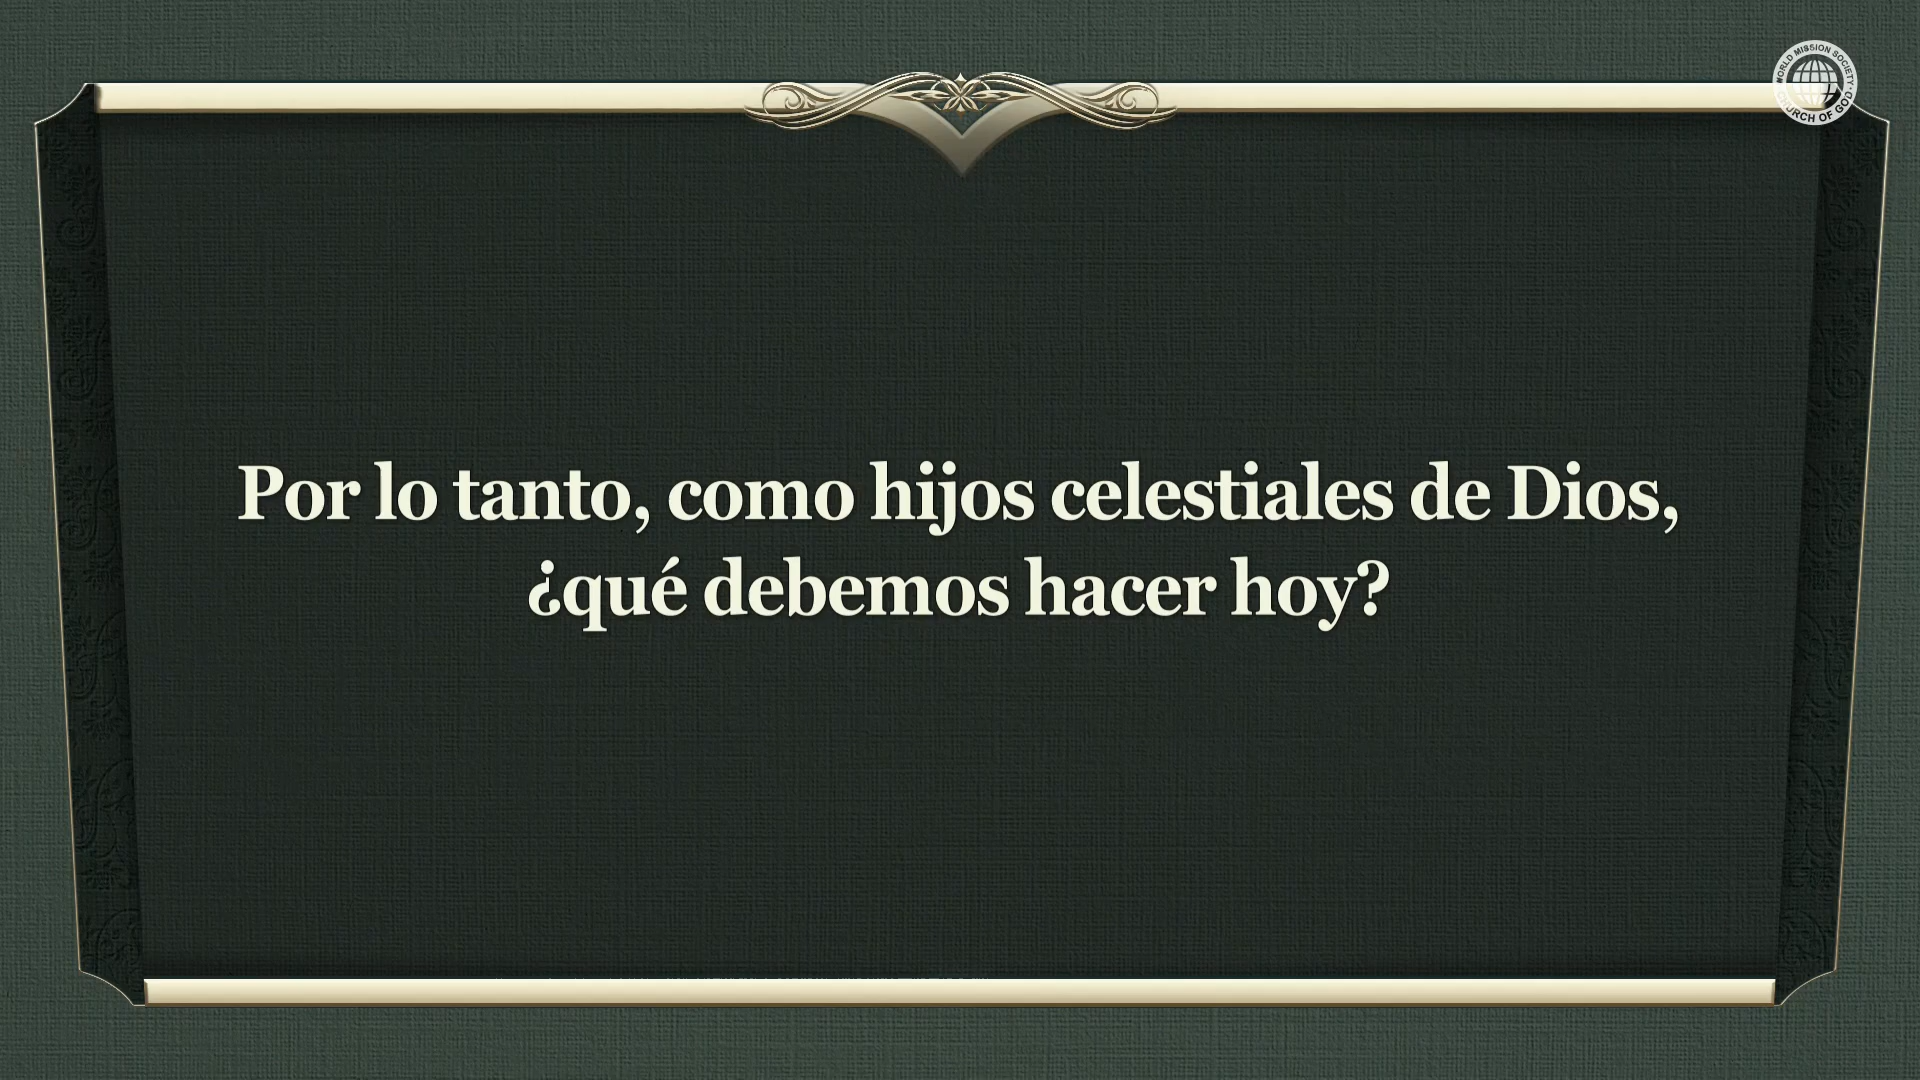 WORLD MISSION SOCIETY
CHURCH OF GOD
Por lo tanto, como hijos celestiales de Dios,
¿qué debemos hacer hoy?